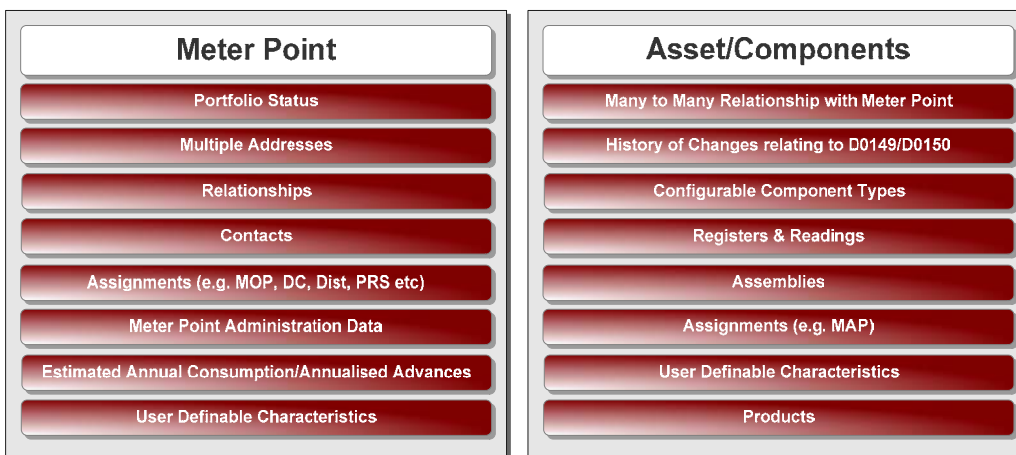 Meter Point
Portfolio Status
Multiple Addresses
Relationships
Contacts
Assignments (e.g. MOP, DC, Dist, PRS etc)
Meter Point Administration Data
Estimated Annual Consumption/Annualised Advances
User Definable Characteristics
Asset/Components
Many to Many Relationship with Meter Point
History of Changes relating to D0149/D0150
Configurable Component Types
Registers & Readings
Assemblies
Assignments (e.g. MAP)
User Definable Characteristics
Products